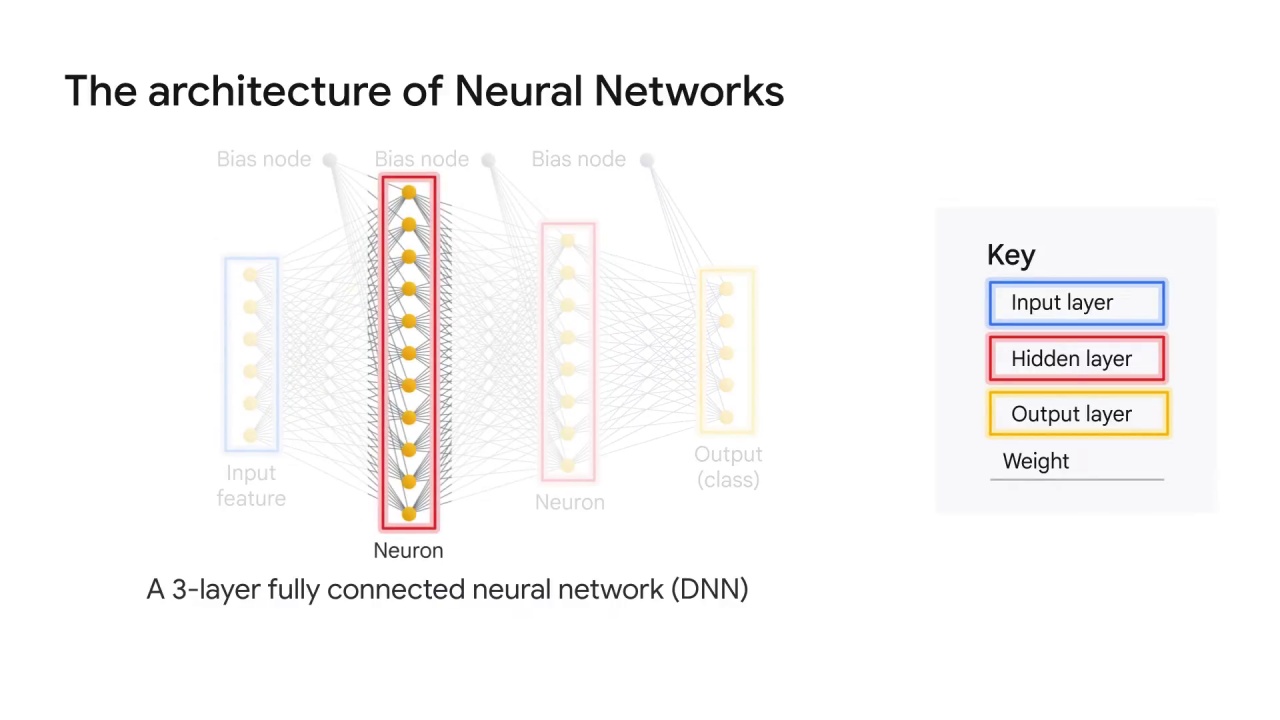 The architecture of Neural Networks
Bias node
Bias node
Bias node
Input
feature
Neuron
Neuron
Output
(class)
A 3-layer fully connected neural network (DNN)
Key
Input layer
Hidden layer
Output layer
Weight